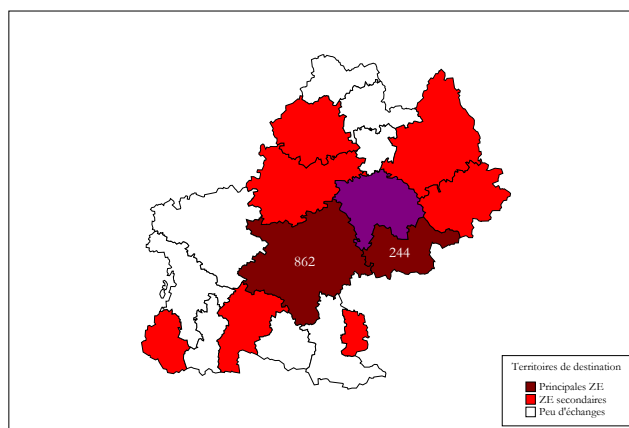 862
244
Territoires de destination
Principales ZE
ZE secondaires
Peu d'échanges